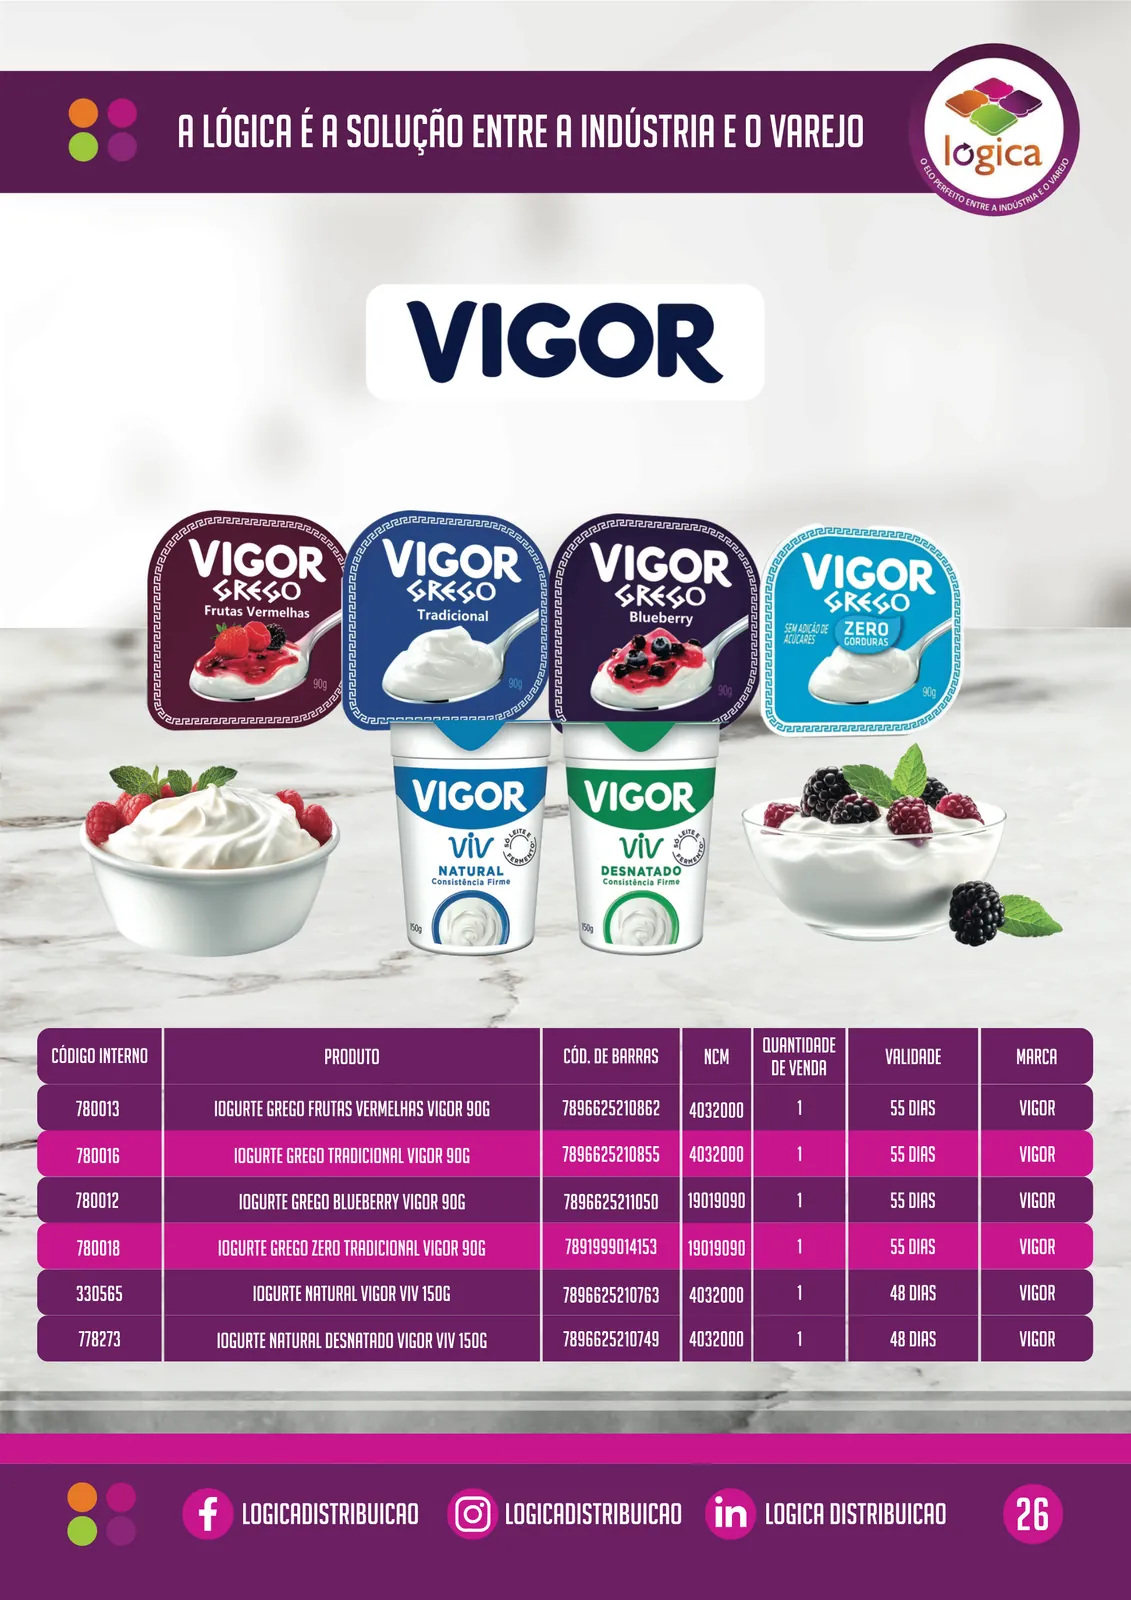 A LÓGICA É A SOLUÇÃO ENTRE A INDÚSTRIA E O VAREJO
logica
O ELO PERFEITO ENTRE A INDÚSTRIA E O VAREJO
VIGOR
VIGOR
GREGO
Frutas Vermelhas
90g
VIGOR
GREGO
Tradicional
90g
VIGOR
GREGO
Blueberry
90g
VIGOR
GREGO
SEM ADIÇÃO DE
AÇÚCARES
ZERO
GORDURAS
90g
VIGOR
VIV
SÓ LEITE E
FERMENTO
NATURAL
Consistência Firme
150g
VIGOR
VIV
SÓ LEITE E
FERMENTO
DESNATADO
Consistência Firme
150g
CÓDIGO INTERNO PRODUTO CÓD. DE BARRAS NCM QUANTIDADE DE VENDA VALIDADE MARCA
780013 IOGURTE GREGO FRUTAS VERMELHAS VIGOR 90G 7896625210862 4032000 1 55 DIAS VIGOR
780016 IOGURTE GREGO TRADICIONAL VIGOR 90G 7896625210855 4032000 1 55 DIAS VIGOR
780012 IOGURTE GREGO BLUEBERRY VIGOR 90G 7896625211050 19019090 1 55 DIAS VIGOR
780018 IOGURTE GREGO ZERO TRADICIONAL VIGOR 90G 7891999014153 19019090 1 55 DIAS VIGOR
330565 IOGURTE NATURAL VIGOR VIV 150G 7896625210763 4032000 1 48 DIAS VIGOR
778273 IOGURTE NATURAL DESNATADO VIGOR VIV 150G 7896625210749 4032000 1 48 DIAS VIGOR
LOGICADISTRIBUICAO LOGICADISTRIBUICAO LOGICA DISTRIBUICAO 26